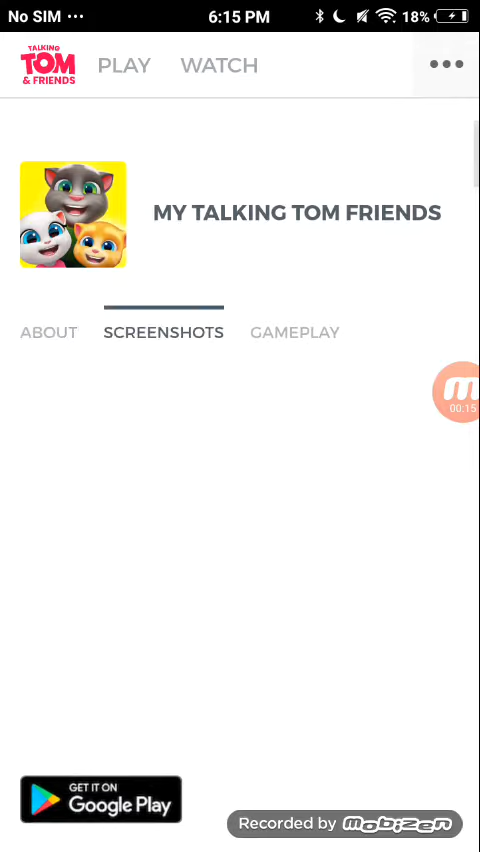 No SIM 6:15 PM 18%
TALKING
TOM
& FRIENDS
PLAY WATCH
MY TALKING TOM FRIENDS
ABOUT SCREENSHOTS GAMEPLAY
00:15
GET IT ON
Google Play
Recorded by mobizen